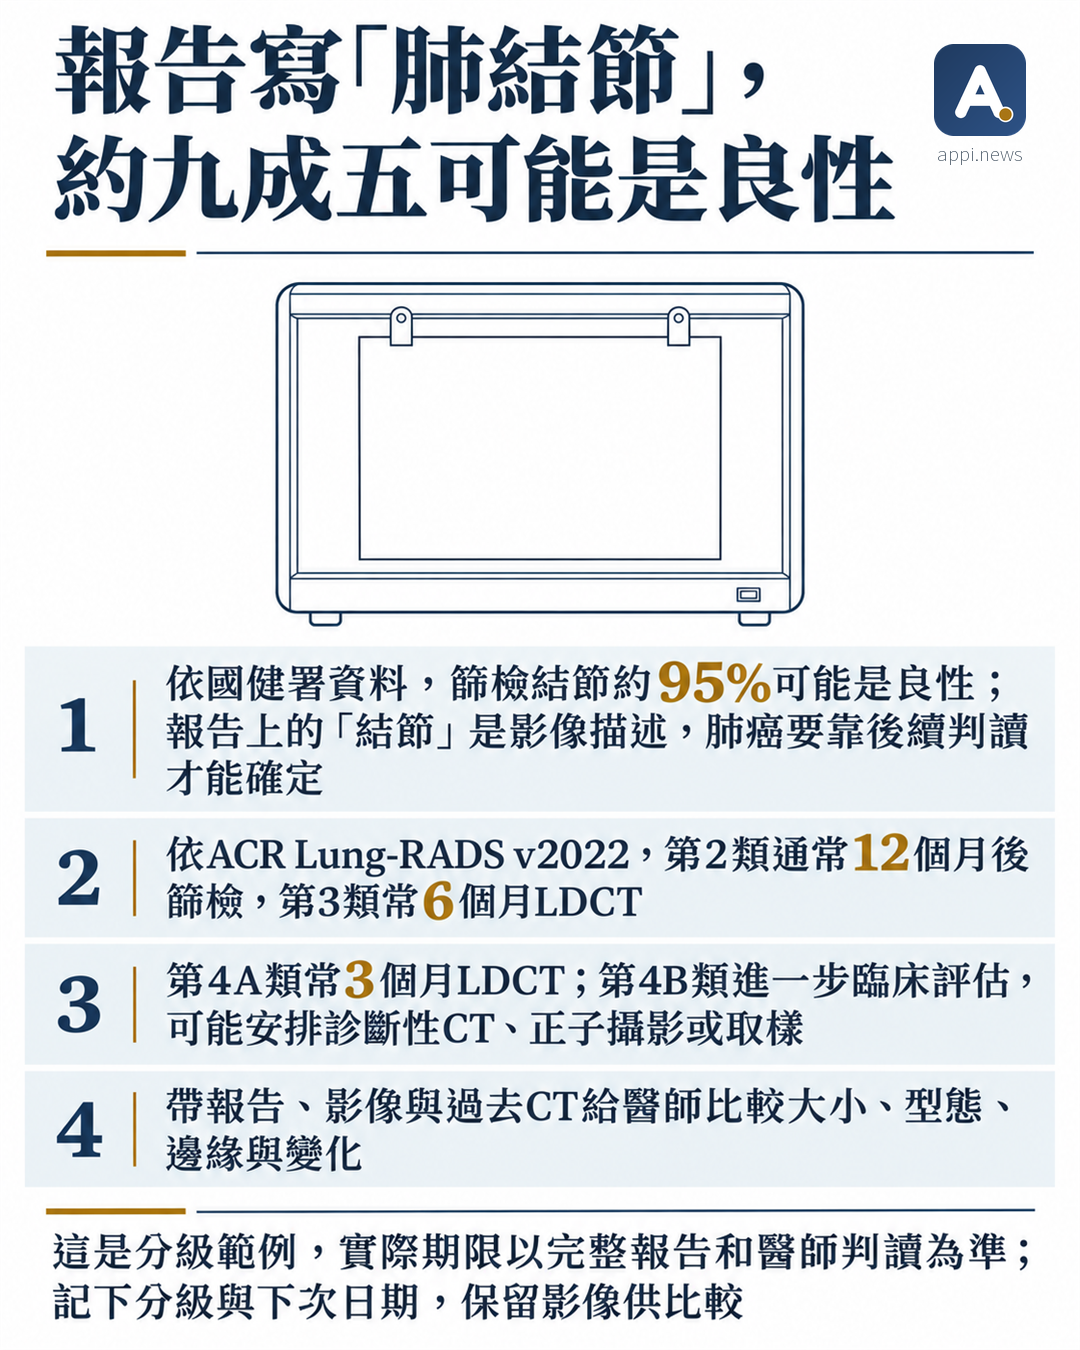 報告寫「肺結節」，
約九成五可能是良性
A
appi.news
1
依國健署資料，篩檢結節約95%可能是良性；
報告上的「結節」是影像描述，肺癌要靠後續判讀
才能確定
2
依ACR Lung-RADS v2022，第2類通常12個月後
篩檢，第3類常6個月LDCT
3
第4A類常3個月LDCT；第4B類進一步臨床評估，
可能安排診斷性CT、正子攝影或取樣
4
帶報告、影像與過去CT給醫師比較大小、型態、
邊緣與變化
這是分級範例，實際期限以完整報告和醫師判讀為準；
記下分級與下次日期，保留影像供比較